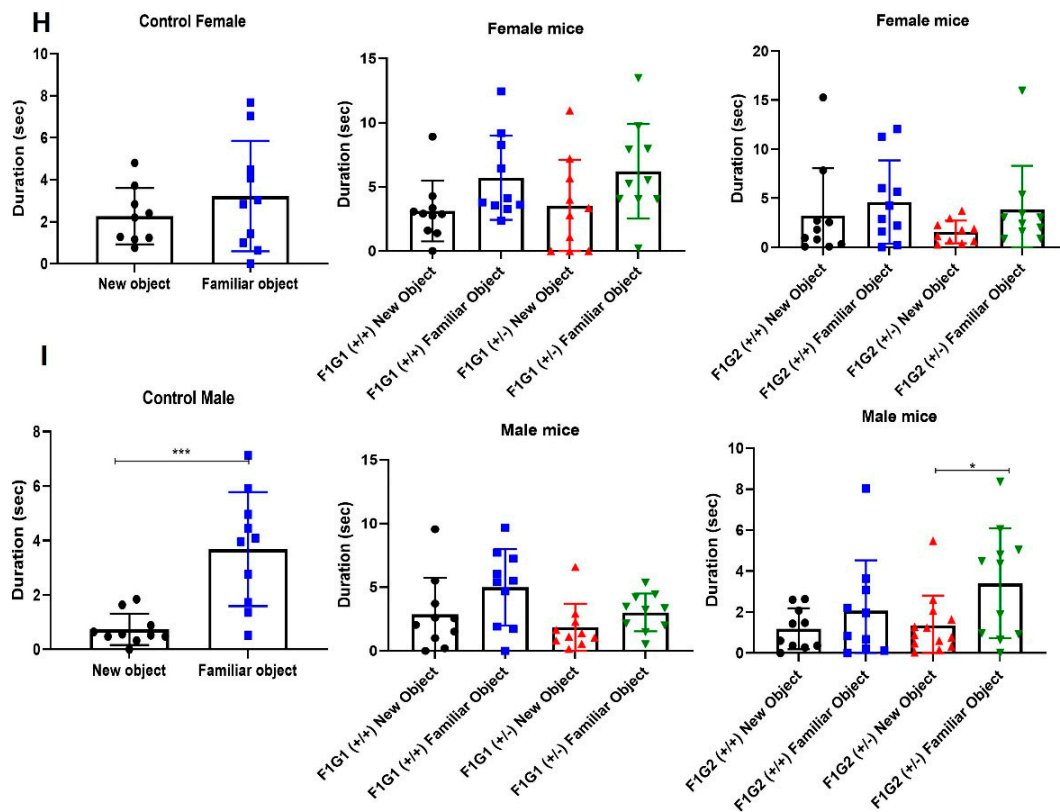 H
Control Female
Duration (sec)
10
8
6
4
2
0
New object
Familiar object
Female mice
Duration (sec)
15
10
5
0
F1G1 (+/+) New Object
F1G1 (+/+) Familiar Object
F1G1 (+/-) New Object
F1G1 (+/-) Familiar Object
Female mice
Duration (sec)
20
15
10
5
0
F1G2 (+/+) New Object
F1G2 (+/+) Familiar Object
F1G2 (+/-) New Object
F1G2 (+/-) Familiar Object
I
Control Male
Duration (sec)
8
6
4
2
0
***
New object
Familiar object
Male mice
Duration (sec)
15
10
5
0
F1G1 (+/+) New Object
F1G1 (+/+) Familiar Object
F1G1 (+/-) New Object
F1G1 (+/-) Familiar Object
Male mice
Duration (sec)
10
8
6
4
2
0
*
F1G2 (+/+) New Object
F1G2 (+/+) Familiar Object
F1G2 (+/-) New Object
F1G2 (+/-) Familiar Object